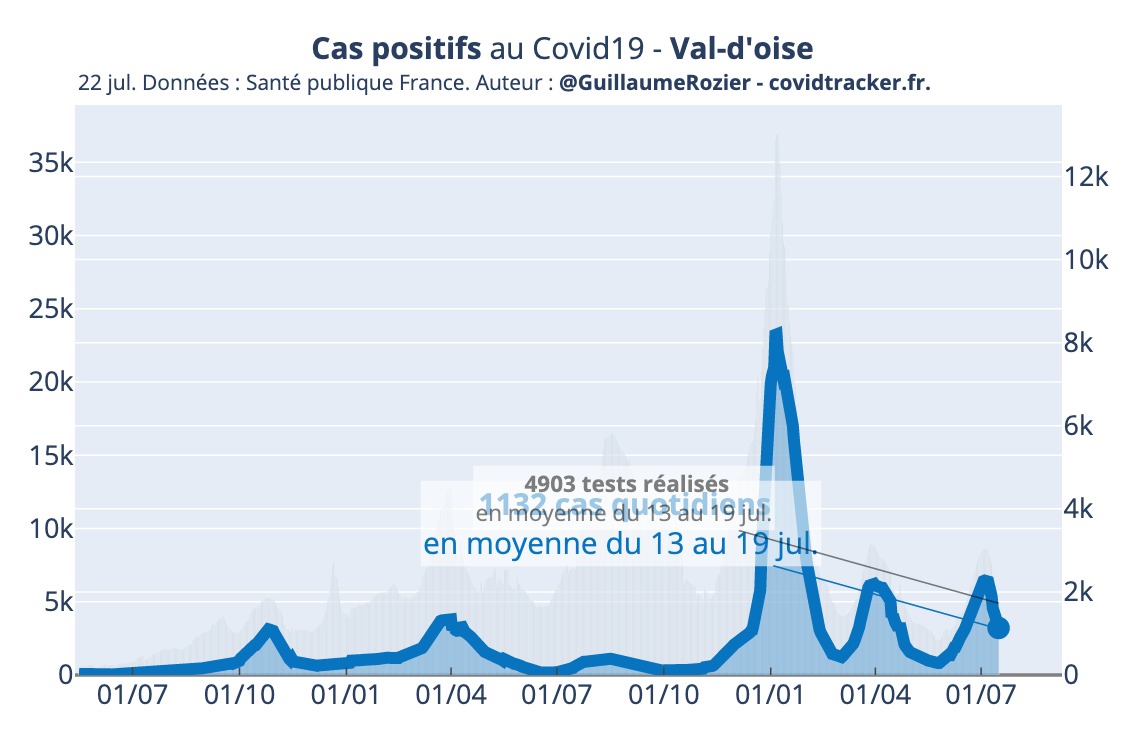 Cas positifs au Covid19 - Val-d'oise
22 jul. Données : Santé publique France. Auteur : @GuillaumeRozier - covidtracker.fr.
35k
30k
25k
20k
15k
10k
5k
0
12k
10k
8k
6k
4k
2k
0
4903 tests réalisés
en moyenne du 13 au 19 jul.
1132 cas quotidiens
en moyenne du 13 au 19 jul.
01/07 01/10 01/01 01/04 01/07 01/10 01/01 01/04 01/07